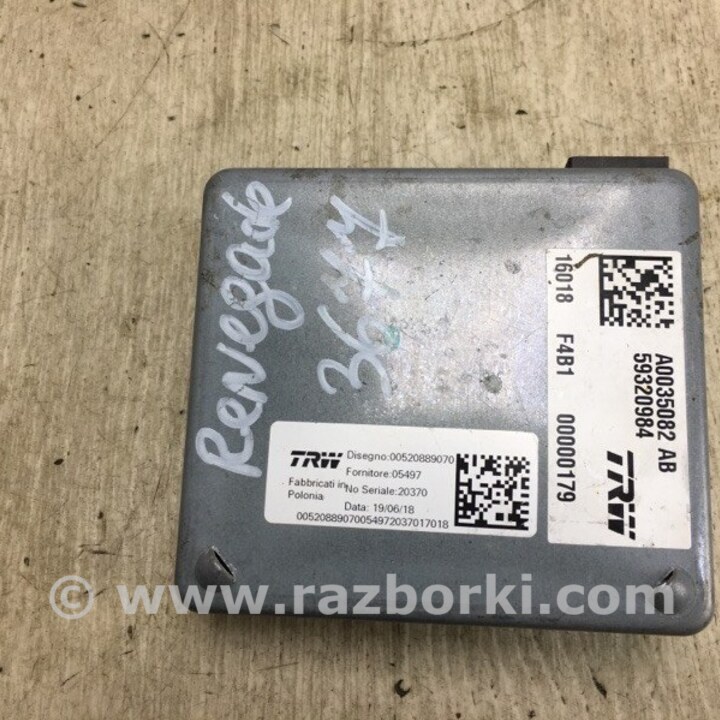 Renegade
36
TRW
Disegno:00520889070
Fornitore:05497
Fabbricati in
Polonia
No Seriale:20370
Data: 19/06/18
00520889070054972037017018
A0035082 AB
59320984
TRW
16018 F4B1 00000179
© www.razborki.com